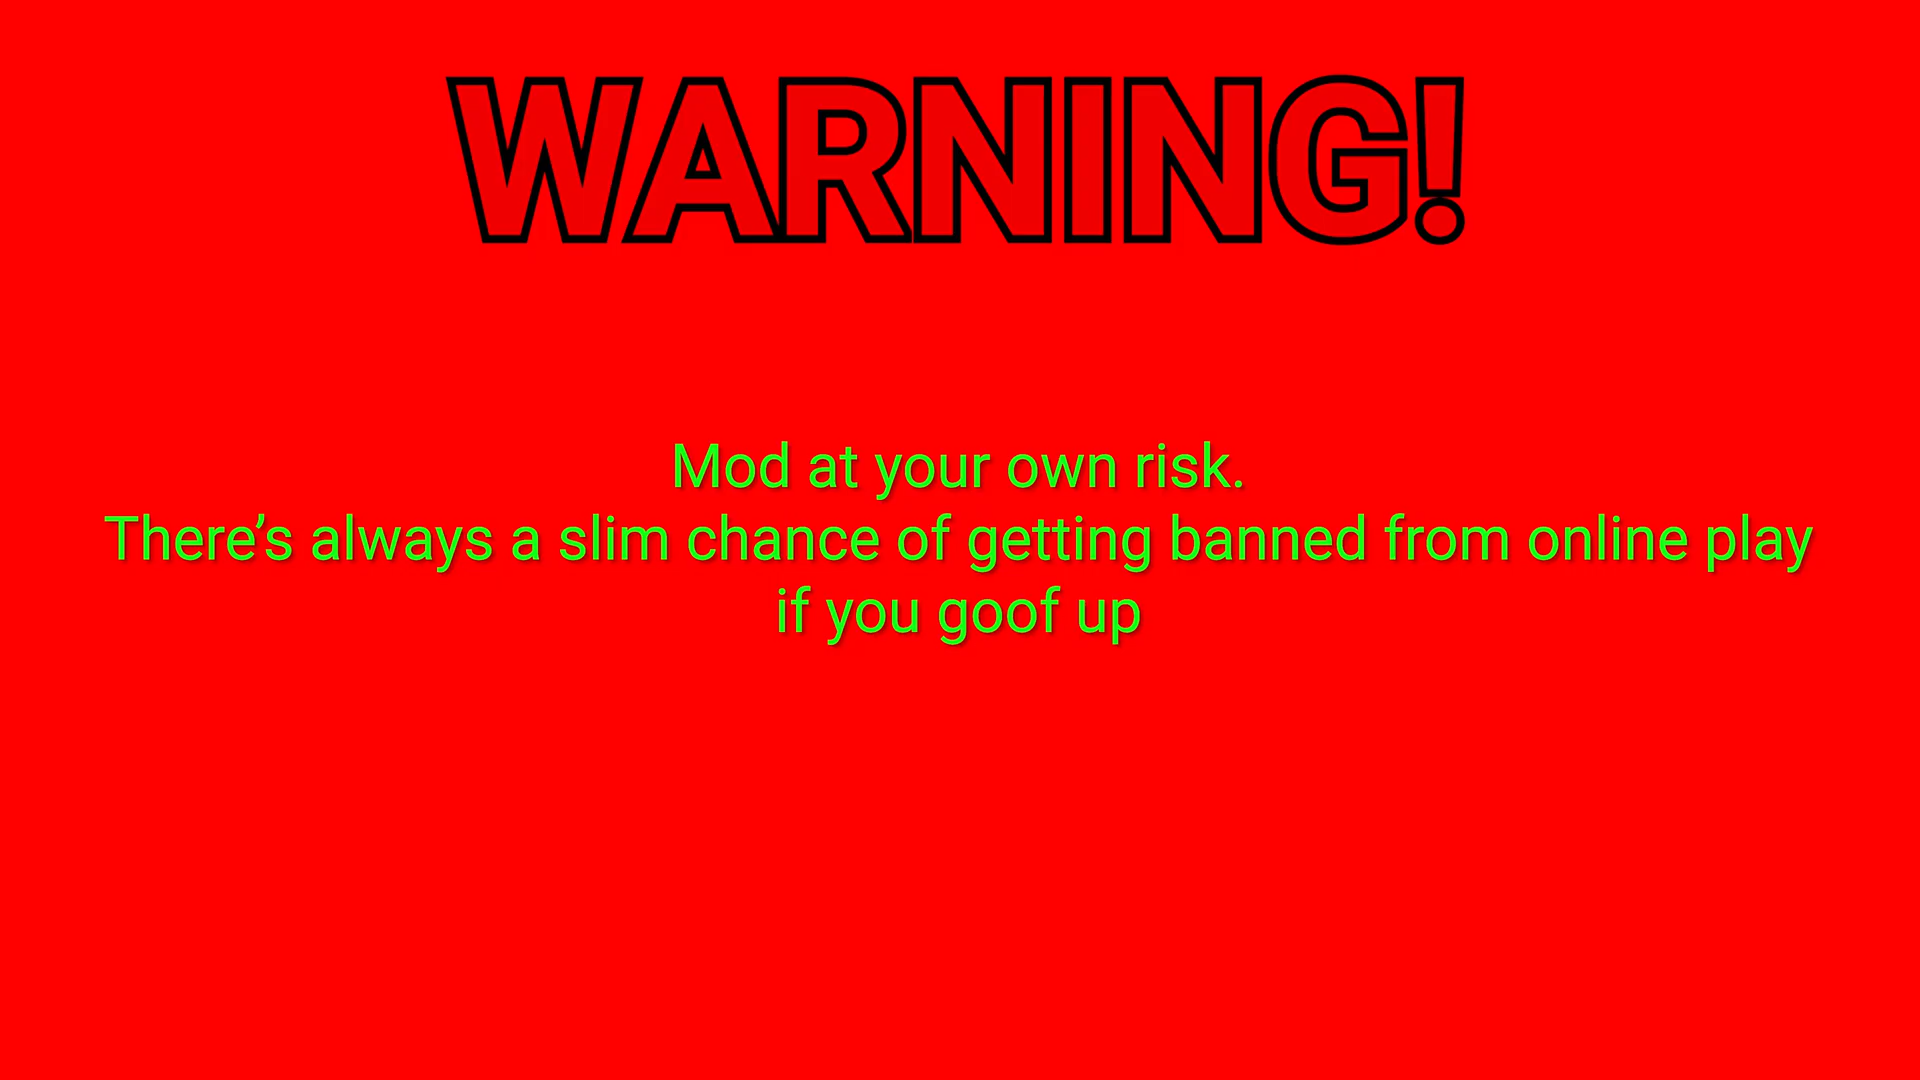 WARNING!
Mod at your own risk.
There’s always a slim chance of getting banned from online play
if you goof up